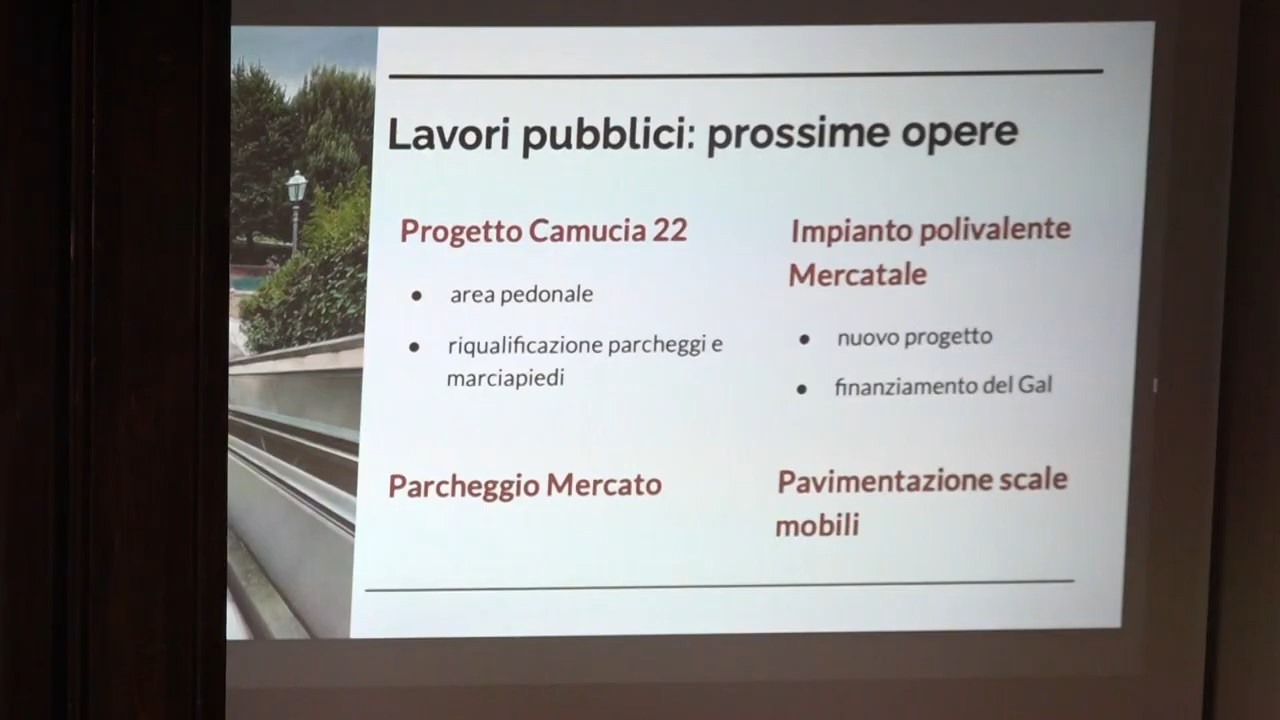 Lavori pubblici: prossime opere
Progetto Camucia 22
area pedonale
riqualificazione parcheggi e
marciapiedi
Impianto polivalente
Mercatale
nuovo progetto
finanziamento del Gal
Parcheggio Mercato
Pavimentazione scale
mobili